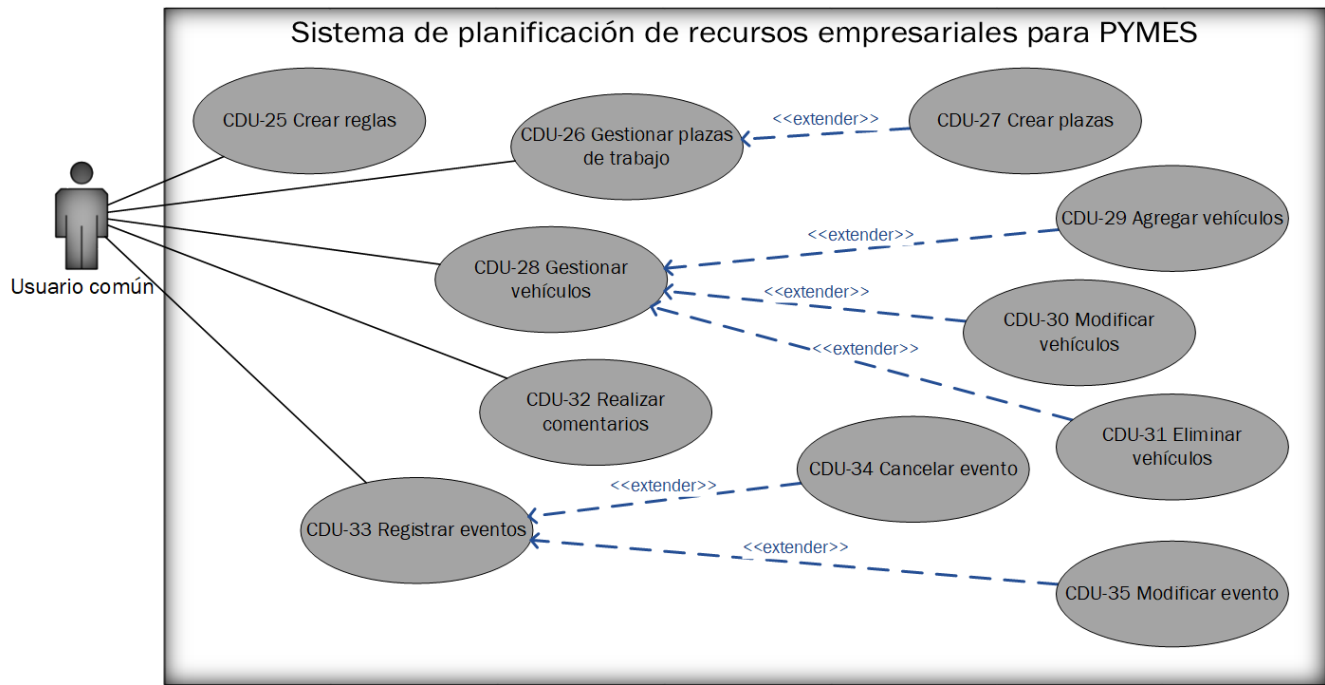 Sistema de planificación de recursos empresariales para PYMES
CDU-25 Crear reglas
CDU-26 Gestionar plazas
de trabajo
<<extender>>
CDU-27 Crear plazas
Usuario común
CDU-28 Gestionar
vehículos
<<extender>>
CDU-29 Agregar vehículos
<<extender>>
CDU-30 Modificar
vehículos
<<extender>>
CDU-31 Eliminar
vehículos
CDU-32 Realizar
comentarios
CDU-33 Registrar eventos
<<extender>>
CDU-34 Cancelar evento
<<extender>>
CDU-35 Modificar evento